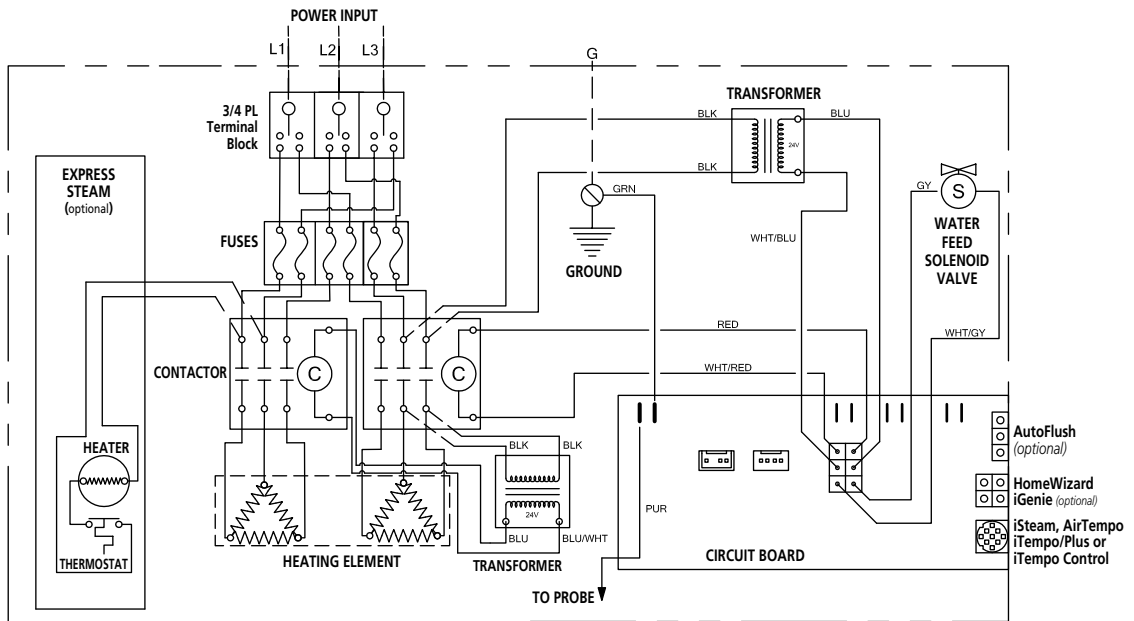 POWER INPUT
L1
L2
L3
G
3/4 PL
Terminal
Block
TRANSFORMER
BLK
BLU
24V
BLK
EXPRESS
STEAM
(optional)
GRN
GY
S
WATER
FEED
SOLENOID
VALVE
FUSES
GROUND
WHT/BLU
RED
WHT/GY
CONTACTOR
C
C
WHT/RED
HEATER
BLK
BLK
AutoFlush
(optional)
HomeWizard
iGenie (optional)
24V
PUR
iSteam, AirTempo
iTempo/Plus or
iTempo Control
THERMOSTAT
HEATING ELEMENT
BLU
BLU/WHT
TRANSFORMER
CIRCUIT BOARD
TO PROBE